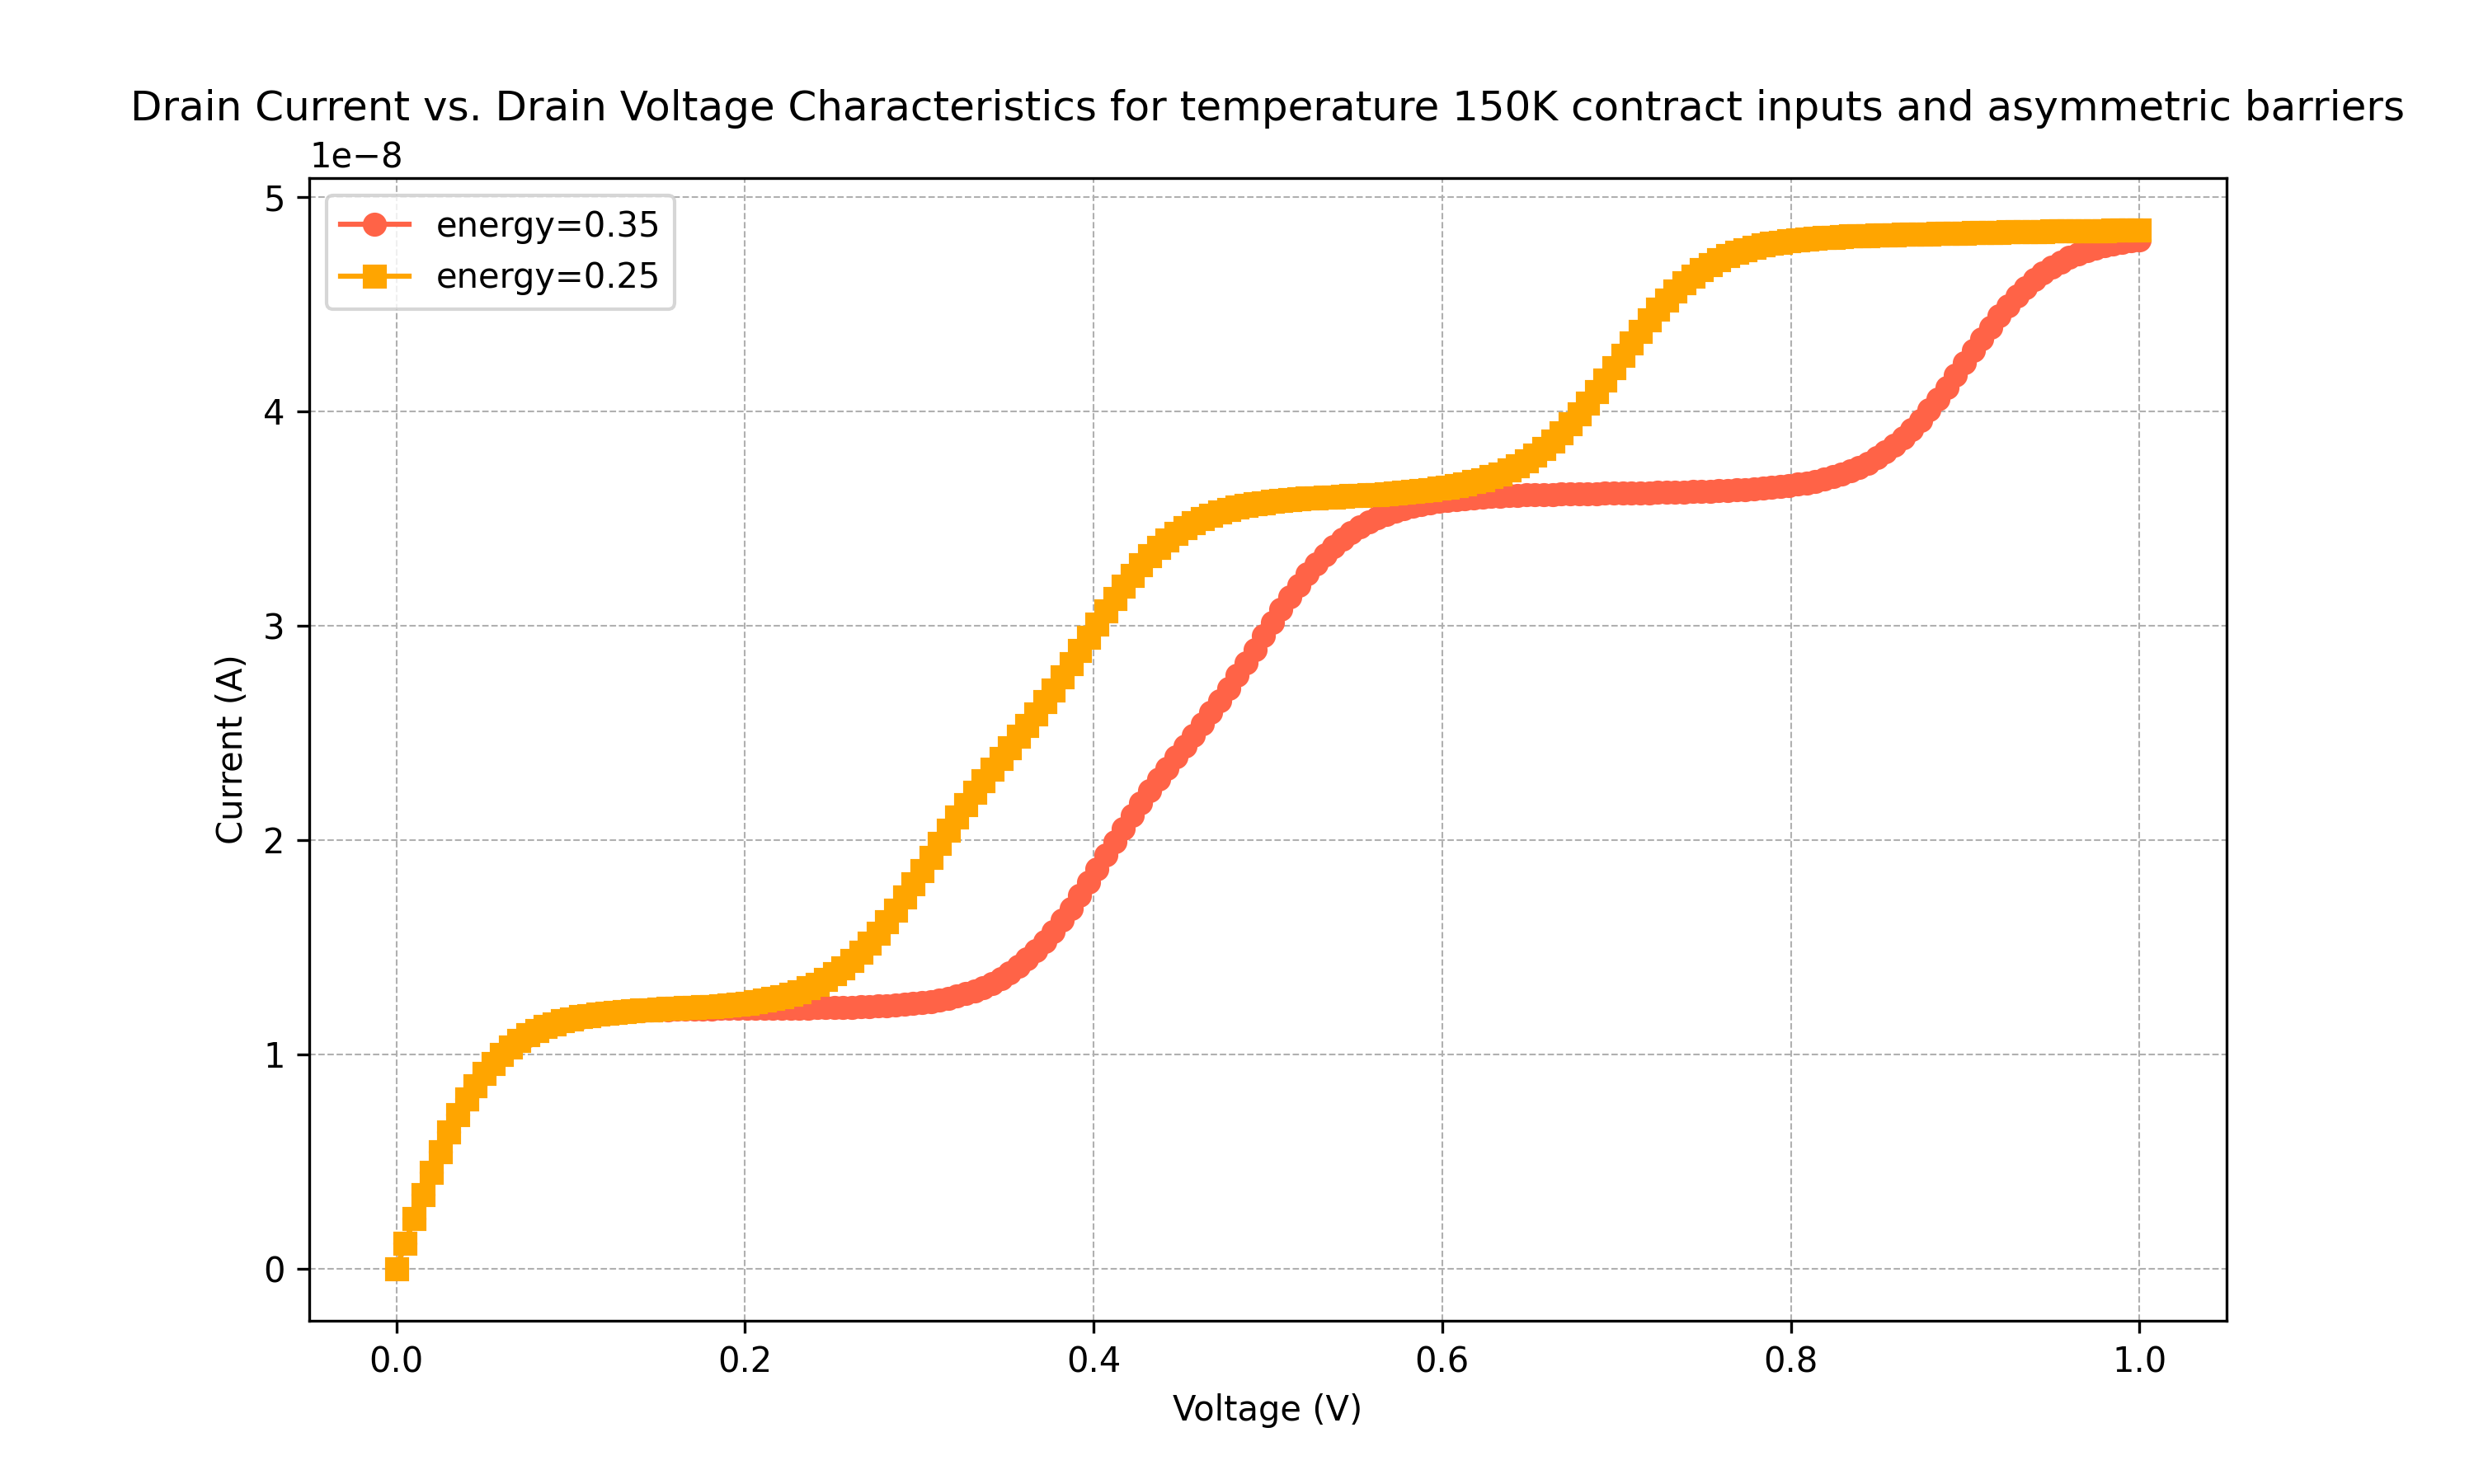 Drain Current vs. Drain Voltage Characteristics for temperature 150K contract inputs and asymmetric barriers
1e−8
energy=0.35
energy=0.25
5
4
3
2
1
0
Current (A)
0.0 0.2 0.4 0.6 0.8 1.0
Voltage (V)